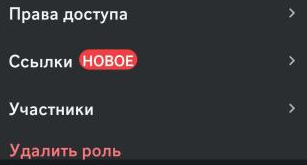 Права доступа
Ссылки НОВОЕ
Участники
Удалить роль